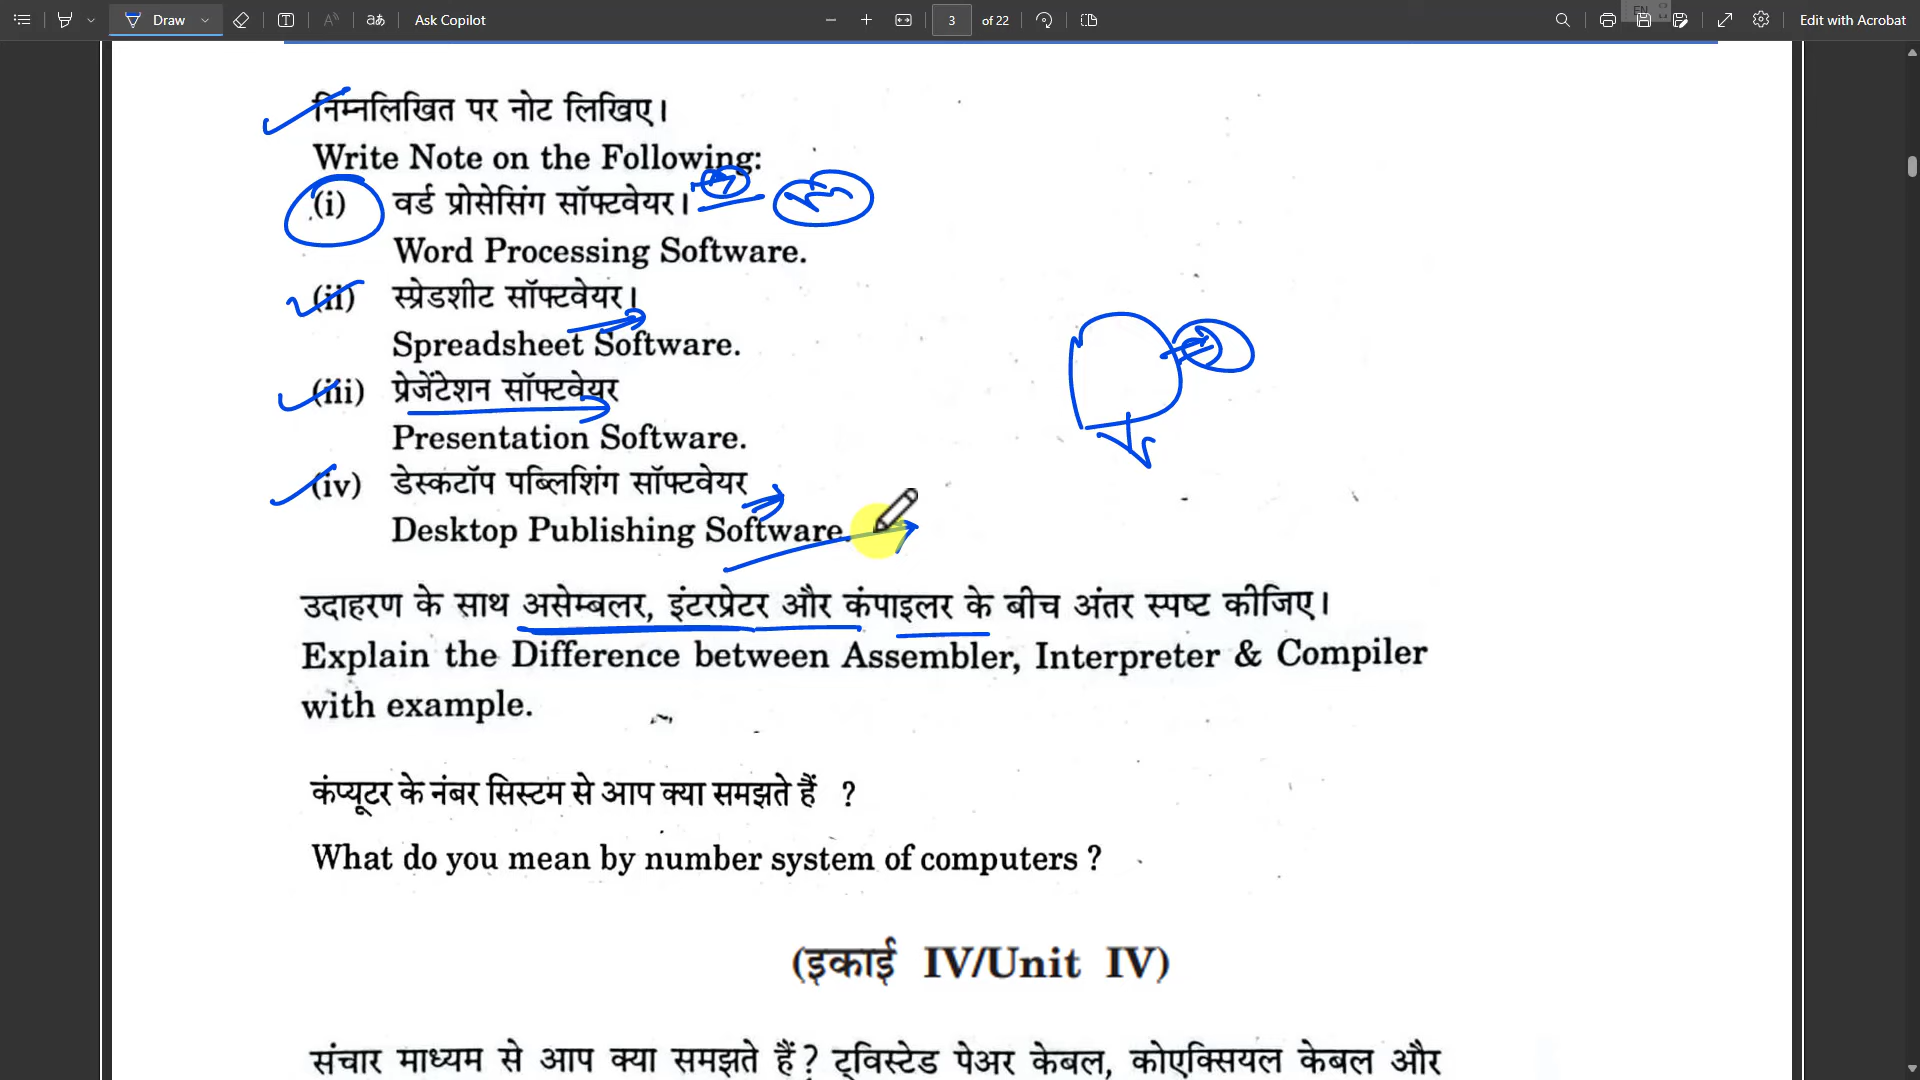 Draw
Ask Copilot
3 of 22
EN
Edit with Acrobat
निम्नलिखित पर नोट लिखिए।
Write Note on the Following:
(i) वर्ड प्रोसेसिंग सॉफ्टवेयर।
Word Processing Software.
(ii) स्प्रेडशीट सॉफ्टवेयर।
Spreadsheet Software.
(iii) प्रेजेंटेशन सॉफ्टवेयर
Presentation Software.
(iv) डेस्कटॉप पब्लिशिंग सॉफ्टवेयर
Desktop Publishing Software.
उदाहरण के साथ असेम्बलर, इंटरप्रेटर और कंपाइलर के बीच अंतर स्पष्ट कीजिए।
Explain the Difference between Assembler, Interpreter & Compiler
with example.
कंप्यूटर के नंबर सिस्टम से आप क्या समझते हैं ?
What do you mean by number system of computers ?
(इकाई IV/Unit IV)
संचार माध्यम से आप क्या समझते हैं? ट्विस्टेड पेअर केबल, कोएक्सियल केबल और